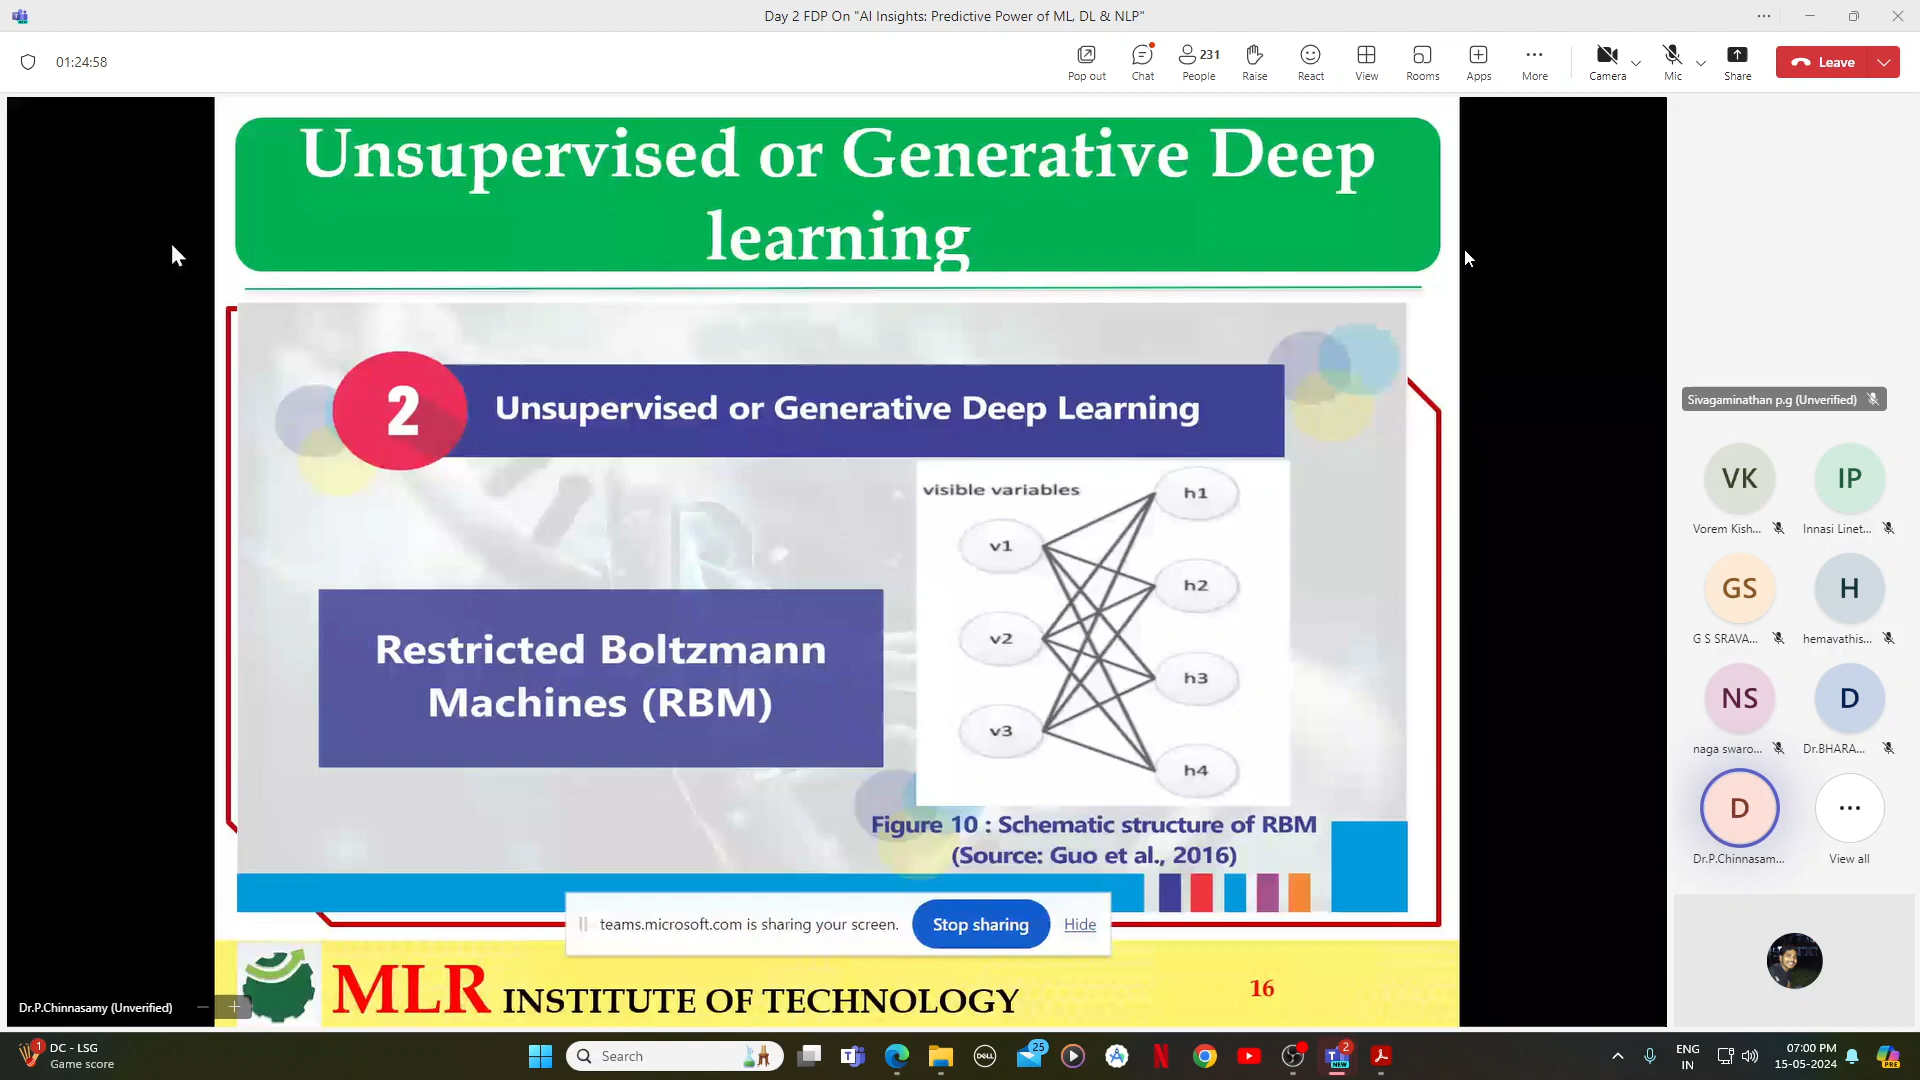 Day 2 FDP On "AI Insights: Predictive Power of ML, DL & NLP"
01:24:58
Pop out
Chat
231
People
Raise
React
View
Rooms
Apps
More
Camera
Mic
Share
Leave
Unsupervised or Generative Deep
learning
2
Unsupervised or Generative Deep Learning
visible variables
h1
v1
h2
v2
h3
v3
h4
Restricted Boltzmann
Machines (RBM)
Figure 10 : Schematic structure of RBM
(Source: Guo et al., 2016)
teams.microsoft.com is sharing your screen.
Stop sharing
Hide
MLR INSTITUTE OF TECHNOLOGY
16
Dr.P.Chinnasamy (Unverified)
Sivagaminathan p.g (Unverified)
VK
IP
Vorem Kish...
Innasi Linet...
GS
H
G S SRAVA...
hemavathis...
NS
D
naga swaro...
Dr.BHARA...
D
Dr.P.Chinnasam...
View all
1
DC - LSG
Game score
Search
DELL
25
NEW
2
ENG
IN
07:00 PM
15-05-2024
PRE